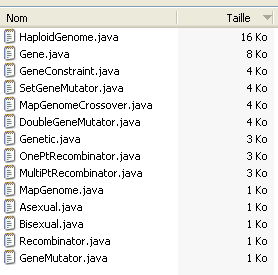 Nom Taille
HaploidGenome.java 16 Ko
Gene.java 8 Ko
GeneConstraint.java 4 Ko
SetGeneMutator.java 4 Ko
MapGenomeCrossover.java 4 Ko
DoubleGeneMutator.java 4 Ko
Genetic.java 3 Ko
OnePtRecombinator.java 3 Ko
MultiPtRecombinator.java 3 Ko
MapGenome.java 1 Ko
Asexual.java 1 Ko
Bisexual.java 1 Ko
Recombinator.java 1 Ko
GeneMutator.java 1 Ko